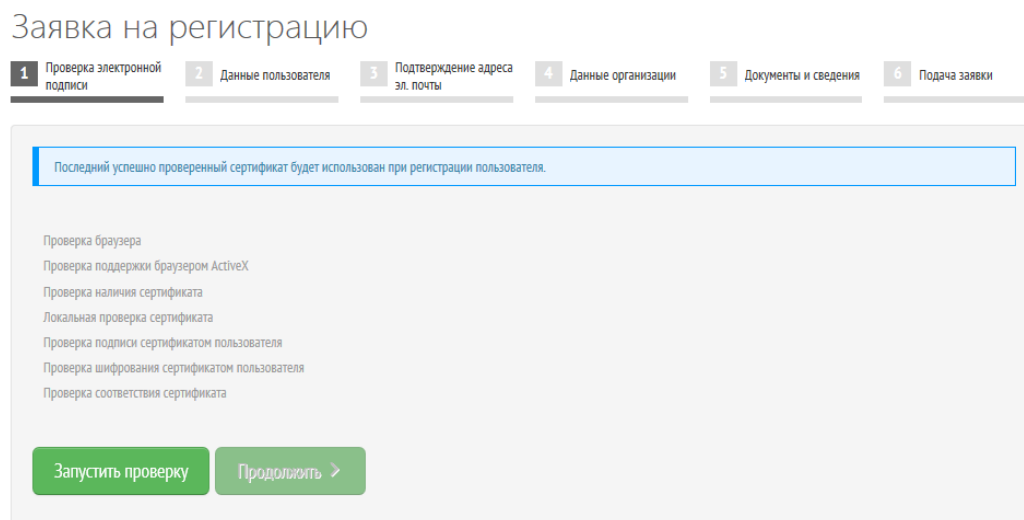 Заявка на регистрацию
1 Проверка электронной
подписи
2 Данные пользователя
3 Подтверждение адреса
эл. почты
4 Данные организации
5 Документы и сведения
6 Подача заявки
Последний успешно проверенный сертификат будет использован при регистрации пользователя.
Проверка браузера
Проверка поддержки браузером ActiveX
Проверка наличия сертификата
Локальная проверка сертификата
Проверка подписи сертификатом пользователя
Проверка шифрования сертификатом пользователя
Проверка соответствия сертификата
Запустить проверку
Продолжить